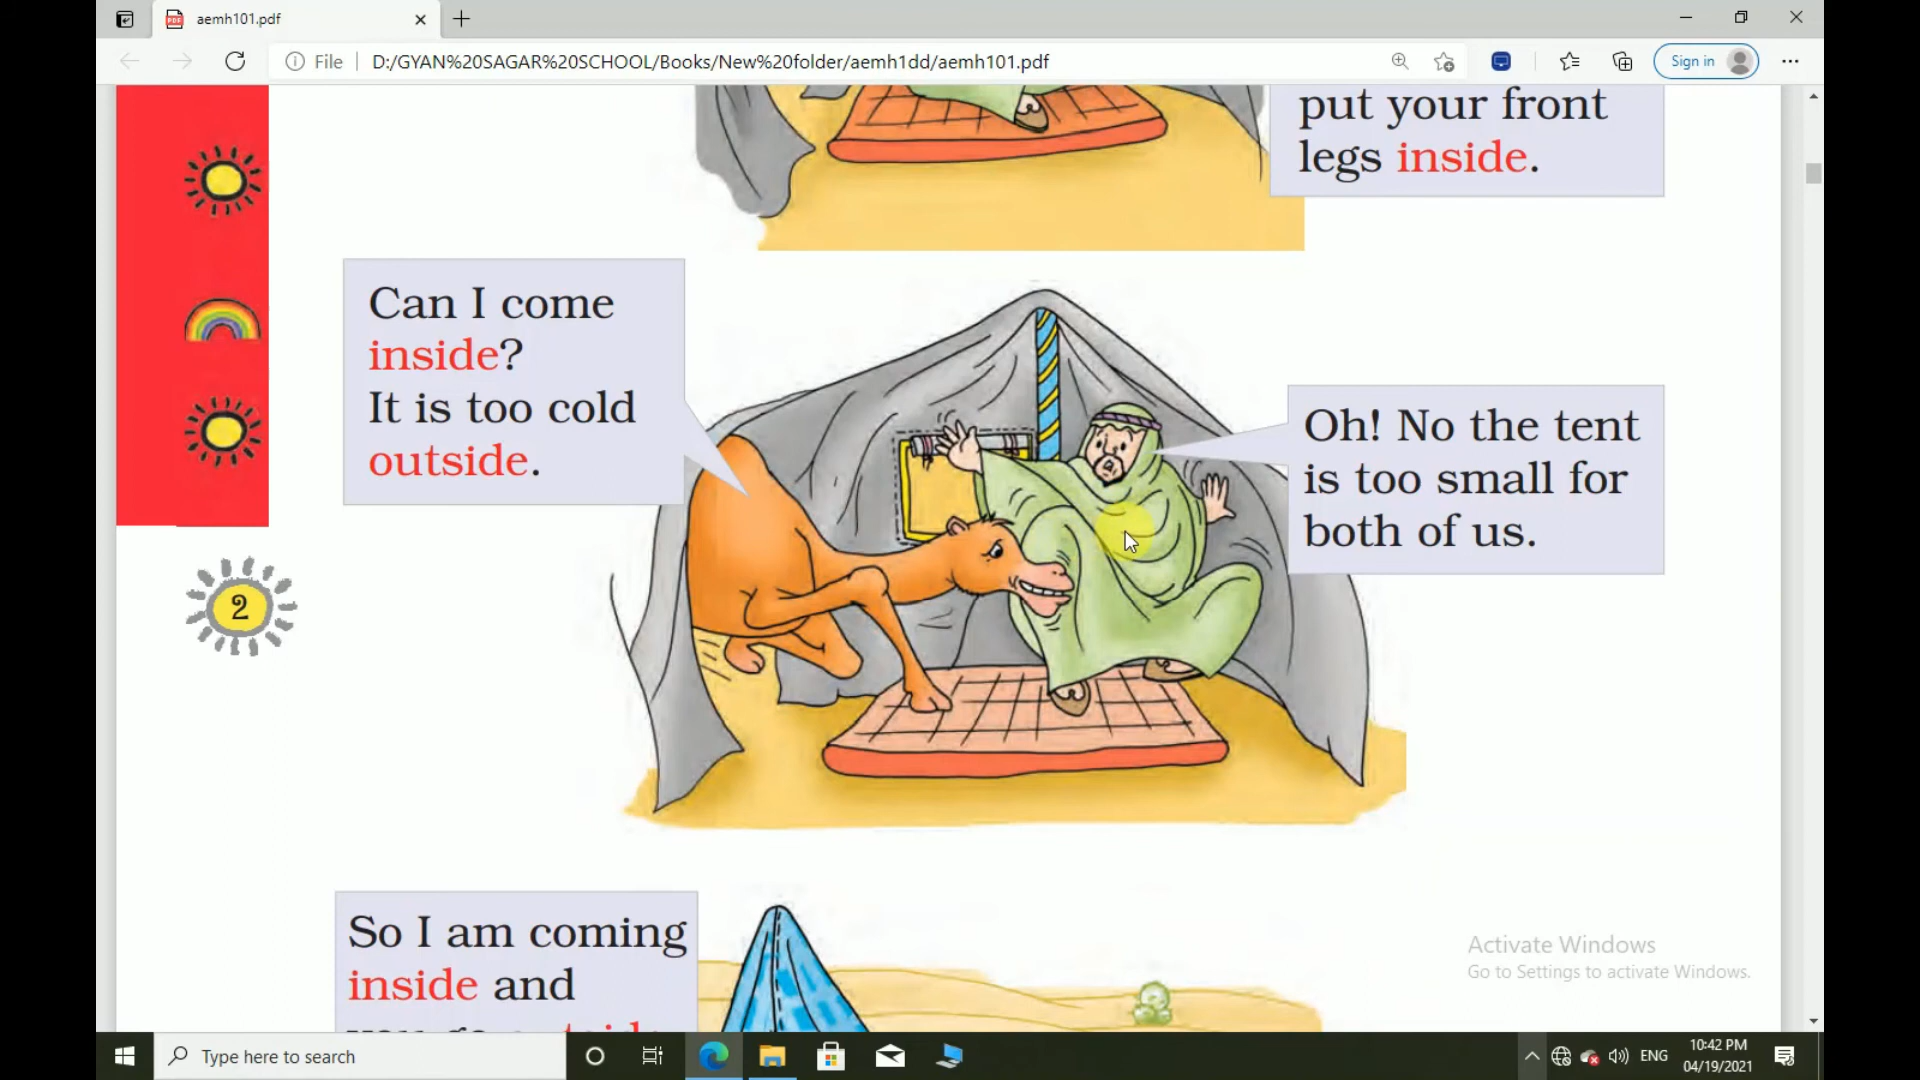 aemh101.pdf
File
D:/GYAN%20SAGAR%20SCHOOL/Books/New%20folder/aemh1dd/aemh101.pdf
Sign in
put your front
legs inside.
Can I come
inside?
It is too cold
outside.
Oh! No the tent
is too small for
both of us.
2
So I am coming
inside and
Activate Windows
Go to Settings to activate Windows.
Type here to search
ENG
10:42 PM
04/19/2021